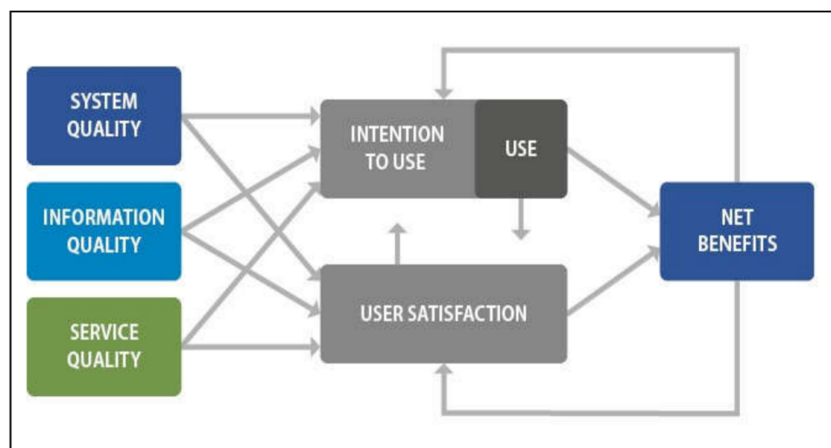 SYSTEM
QUALITY
INFORMATION
QUALITY
SERVICE
QUALITY
INTENTION
TO USE
USE
USER SATISFACTION
NET
BENEFITS